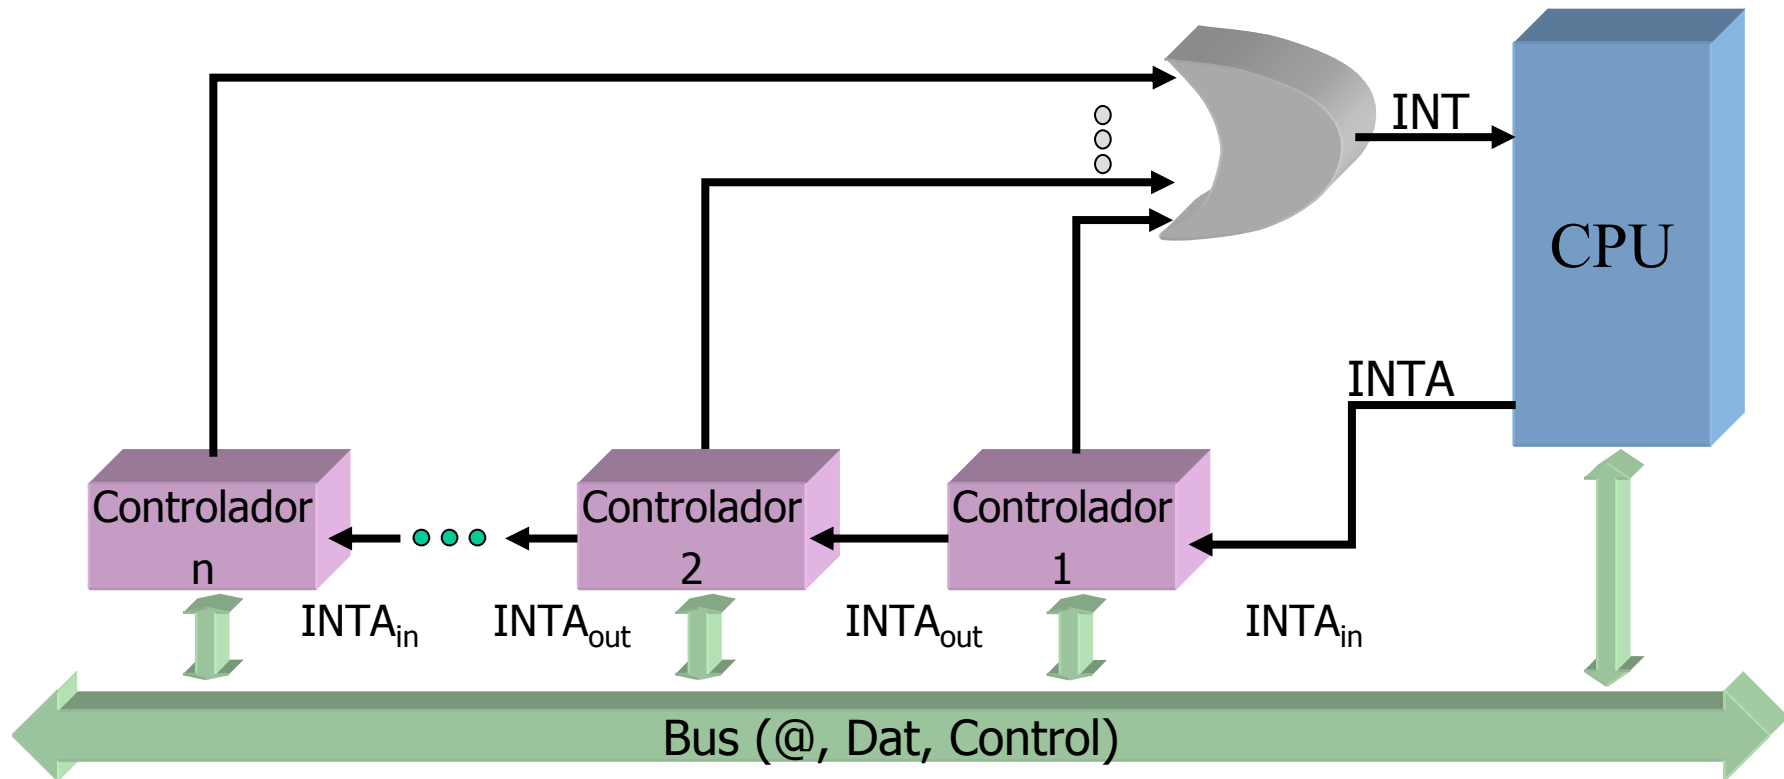 INT
CPU
INTA
Controlador
n
Controlador
2
Controlador
1
INTAin
INTAout
INTAout
INTAin
Bus (@, Dat, Control)